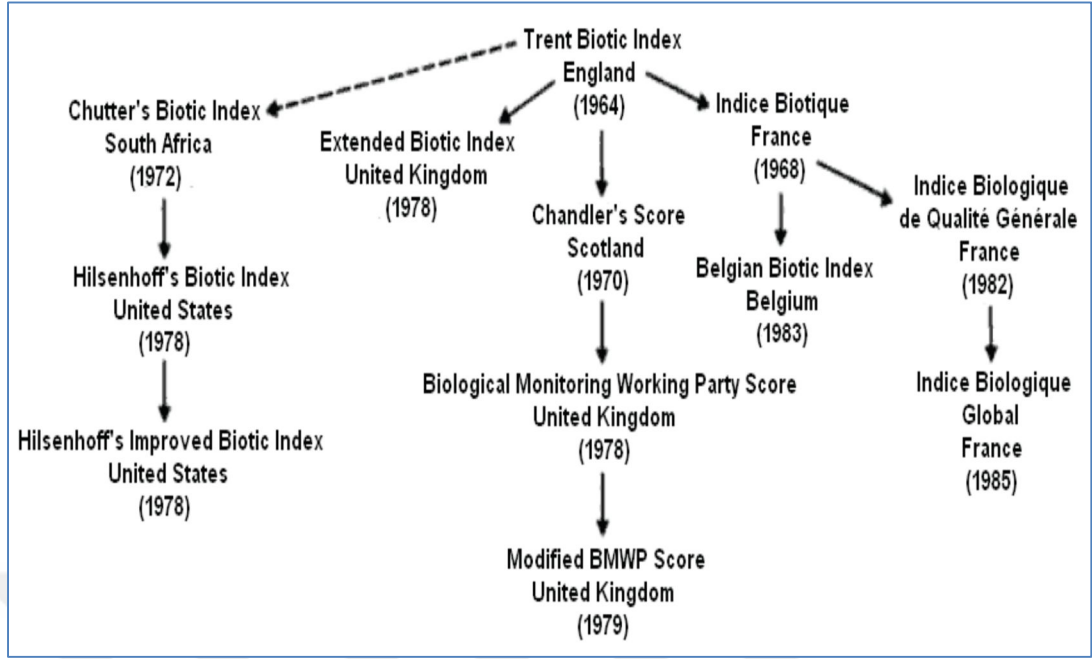 Trent Biotic Index
England
(1964)
Chutter's Biotic Index
South Africa
(1972)
Extended Biotic Index
United Kingdom
(1978)
Indice Biotique
France
(1968)
Chandler's Score
Scotland
(1970)
Indice Biologique
de Qualité Générale
France
(1982)
Hilsenhoff's Biotic Index
United States
(1978)
Belgian Biotic Index
Belgium
(1983)
Biological Monitoring Working Party Score
United Kingdom
(1978)
Indice Biologique
Global
France
(1985)
Hilsenhoff's Improved Biotic Index
United States
(1978)
Modified BMWP Score
United Kingdom
(1979)